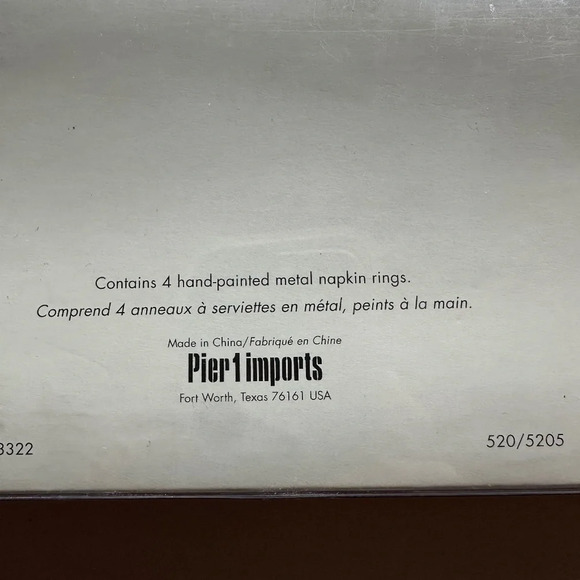 Contains 4 hand-painted metal napkin rings.
Comprend 4 anneaux à serviettes en métal, peints à la main.
Made in China/Fabriqué en Chine
Pier 1 imports
Fort Worth, Texas 76161 USA
3322
520/5205